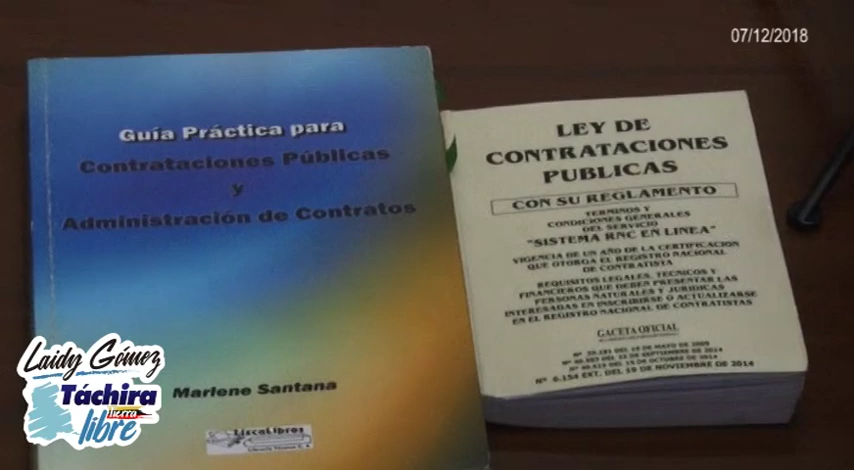 07/12/2018
Guía Práctica para
Contrataciones Públicas
y
Administración de Contratos
Marlene Santana
LEY DE
CONTRATACIONES
PUBLICAS
CON SU REGLAMENTO
TERMINOS Y
CONDICIONES GENERALES
DEL SERVICIO
"SISTEMA RNC EN LINEA"
VIGENCIA DE UN AÑO DE LA CERTIFICACION
QUE OTORGA EL REGISTRO NACIONAL
DE CONTRATISTA
REQUISITOS LEGALES, TECNICOS Y
FINANCIEROS QUE DEBEN PRESENTAR LAS
PERSONAS NATURALES Y JURIDICAS
INTERESADAS EN INSCRIBIRSE O ACTUALIZARSE
EN EL REGISTRO NACIONAL DE CONTRATISTAS
GACETA OFICIAL
Nº 6.154 EXT. DEL 19 DE NOVIEMBRE DE 2014
Laidy Gómez
Táchira
tierra
libre